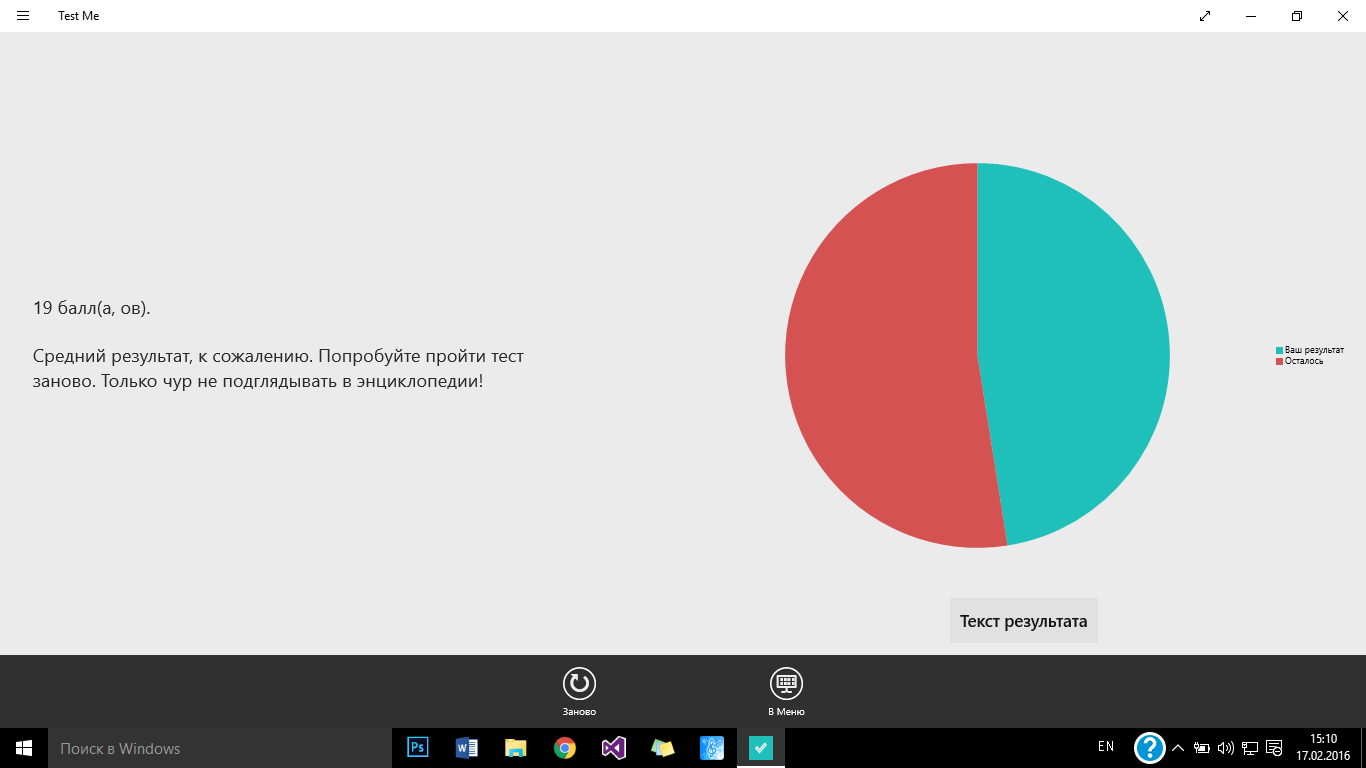 Test Me
19 балл(а, ов).
Средний результат, к сожалению. Попробуйте пройти тест
заново. Только чур не подглядывать в энциклопедии!
Ваш результат
Осталось
Текст результата
Заново
В Меню
Поиск в Windows
Ps
W
EN
?
15:10
17.02.2016